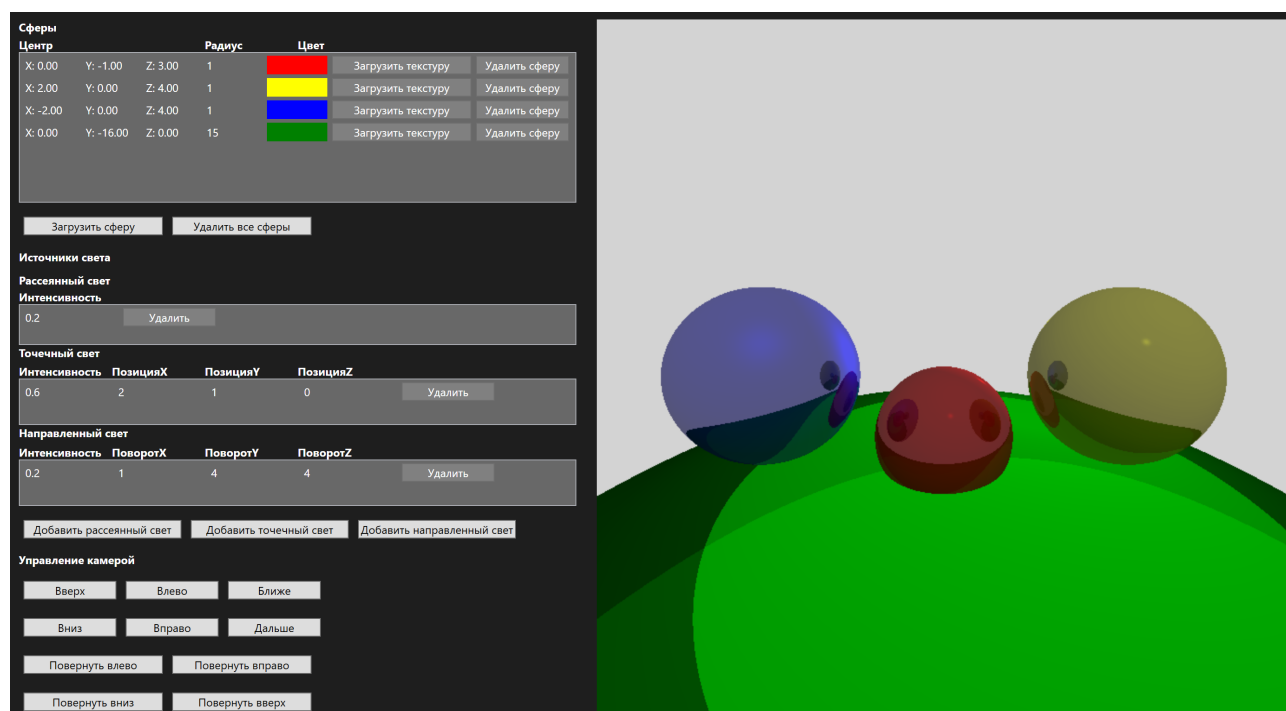 Сферы
Центр Радиус Цвет
X: 0.00 Y: -1.00 Z: 3.00 1 Загрузить текстуру Удалить сферу
X: 2.00 Y: 0.00 Z: 4.00 1 Загрузить текстуру Удалить сферу
X: -2.00 Y: 0.00 Z: 4.00 1 Загрузить текстуру Удалить сферу
X: 0.00 Y: -16.00 Z: 0.00 15 Загрузить текстуру Удалить сферу
Загрузить сферу Удалить все сферы
Источники света
Рассеянный свет
Интенсивность
0.2 Удалить
Точечный свет
Интенсивность ПозицияX ПозицияY ПозицияZ
0.6 2 1 0 Удалить
Направленный свет
Интенсивность ПоворотX ПоворотY ПоворотZ
0.2 1 4 4 Удалить
Добавить рассеянный свет Добавить точечный свет Добавить направленный свет
Управление камерой
Вверх Влево Ближе
Вниз Вправо Дальше
Повернуть влево Повернуть вправо
Повернуть вниз Повернуть вверх